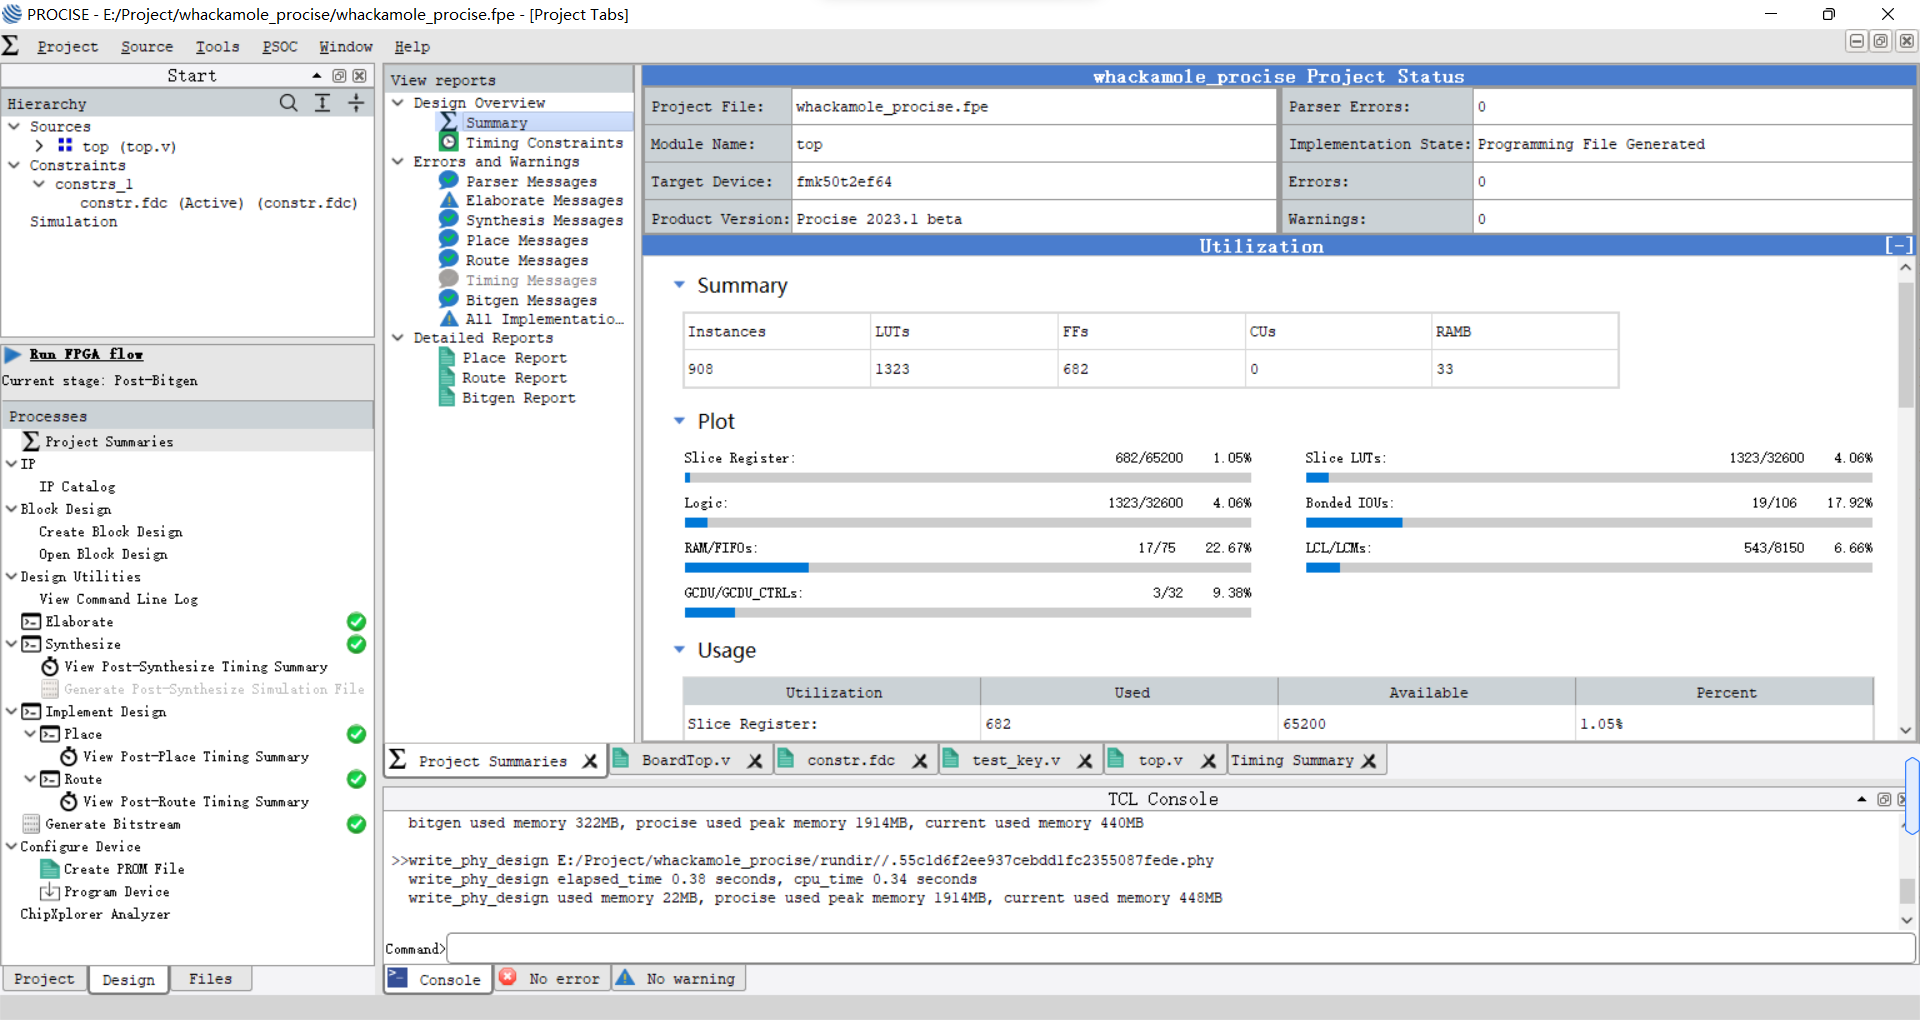 PROCISE - E:/Project/whackamole_procise/whackamole_procise.fpe - [Project Tabs]
Project Source Tools PSOC Window Help
Start
Hierarchy
Sources
top (top.v)
Constraints
constrs_1
constr.fdc (Active) (constr.fdc)
Simulation
Run FPGA flow
Current stage: Post-Bitgen
Processes
Project Summaries
IP
IP Catalog
Block Design
Create Block Design
Open Block Design
Design Utilities
View Command Line Log
Elaborate
Synthesize
View Post-Synthesize Timing Summary
Generate Post-Synthesize Simulation File
Implement Design
Place
View Post-Place Timing Summary
Route
View Post-Route Timing Summary
Generate Bitstream
Configure Device
Create PROM File
Program Device
ChipXplorer Analyzer
Project Design Files
View reports
Design Overview
Summary
Timing Constraints
Errors and Warnings
Parser Messages
Elaborate Messages
Synthesis Messages
Place Messages
Route Messages
Timing Messages
Bitgen Messages
All Implementatio...
Detailed Reports
Place Report
Route Report
Bitgen Report
whackamole_procise Project Status
Project File: whackamole_procise.fpe Parser Errors: 0
Module Name: top Implementation State: Programming File Generated
Target Device: fmk50t2ef64 Errors: 0
Product Version: Procise 2023.1 beta Warnings: 0
Utilization [-]
Summary
Instances LUTs FFs CUs RAMB
908 1323 682 0 33
Plot
Slice Register: 682/65200 1.05% Slice LUTs: 1323/32600 4.06%
Logic: 1323/32600 4.06% Bonded IOUs: 19/106 17.92%
RAM/FIFOs: 17/75 22.67% LCL/LCMs: 543/8150 6.66%
GCDU/GCDU_CTRLs: 3/32 9.38%
Usage
Utilization Used Available Percent
Slice Register: 682 65200 1.05%
Project Summaries BoardTop.v constr.fdc test_key.v top.v Timing Summary
TCL Console
bitgen used memory 322MB, procise used peak memory 1914MB, current used memory 440MB
>>write_phy_design E:/Project/whackamole_procise/rundir//.55c1d6f2ee937cebdd1fc2355087fede.phy
write_phy_design elapsed_time 0.38 seconds, cpu_time 0.34 seconds
write_phy_design used memory 22MB, procise used peak memory 1914MB, current used memory 448MB
Command>
Console No error No warning